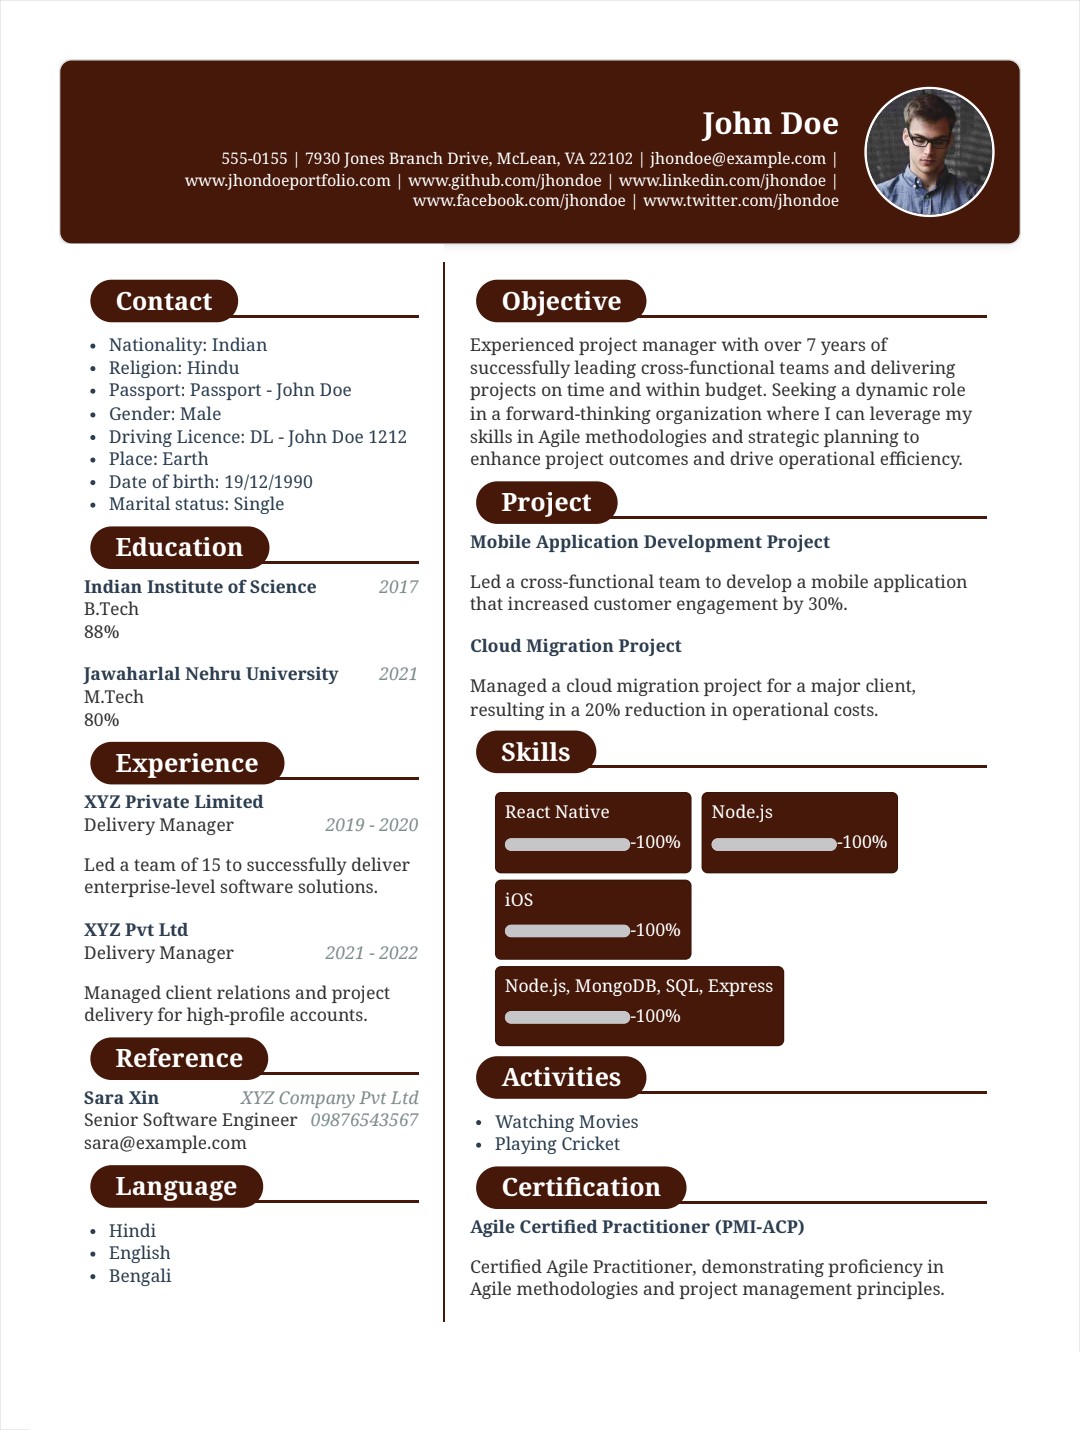 John Doe
555-0155 | 7930 Jones Branch Drive, McLean, VA 22102 | jhondoe@example.com |
www.jhondoeportfolio.com | www.github.com/jhondoe | www.linkedin.com/jhondoe |
www.facebook.com/jhondoe | www.twitter.com/jhondoe
Contact
• Nationality: Indian
• Religion: Hindu
• Passport: Passport - John Doe
• Gender: Male
• Driving Licence: DL - John Doe 1212
• Place: Earth
• Date of birth: 19/12/1990
• Marital status: Single
Education
Indian Institute of Science 2017
B.Tech
88%
Jawaharlal Nehru University 2021
M.Tech
80%
Experience
XYZ Private Limited
Delivery Manager 2019 - 2020
Led a team of 15 to successfully deliver
enterprise-level software solutions.
XYZ Pvt Ltd
Delivery Manager 2021 - 2022
Managed client relations and project
delivery for high-profile accounts.
Reference
Sara Xin XYZ Company Pvt Ltd
Senior Software Engineer 09876543567
sara@example.com
Language
• Hindi
• English
• Bengali
Objective
Experienced project manager with over 7 years of
successfully leading cross-functional teams and delivering
projects on time and within budget. Seeking a dynamic role
in a forward-thinking organization where I can leverage my
skills in Agile methodologies and strategic planning to
enhance project outcomes and drive operational efficiency.
Project
Mobile Application Development Project
Led a cross-functional team to develop a mobile application
that increased customer engagement by 30%.
Cloud Migration Project
Managed a cloud migration project for a major client,
resulting in a 20% reduction in operational costs.
Skills
React Native
-100%
Node.js
-100%
iOS
-100%
Node.js, MongoDB, SQL, Express
-100%
Activities
• Watching Movies
• Playing Cricket
Certification
Agile Certified Practitioner (PMI-ACP)
Certified Agile Practitioner, demonstrating proficiency in
Agile methodologies and project management principles.